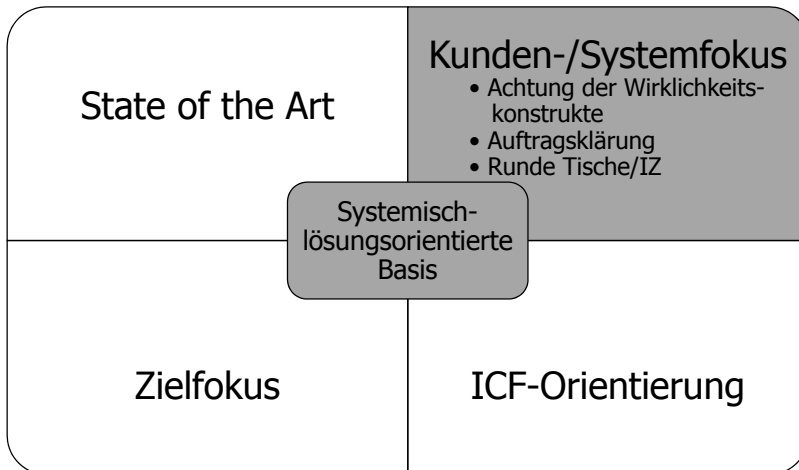 State of the Art
Kunden-/Systemfokus
• Achtung der Wirklichkeits-
konstrukte
• Auftragsklärung
• Runde Tische/IZ
Systemisch-
lösungsorientierte
Basis
Zielfokus
ICF-Orientierung